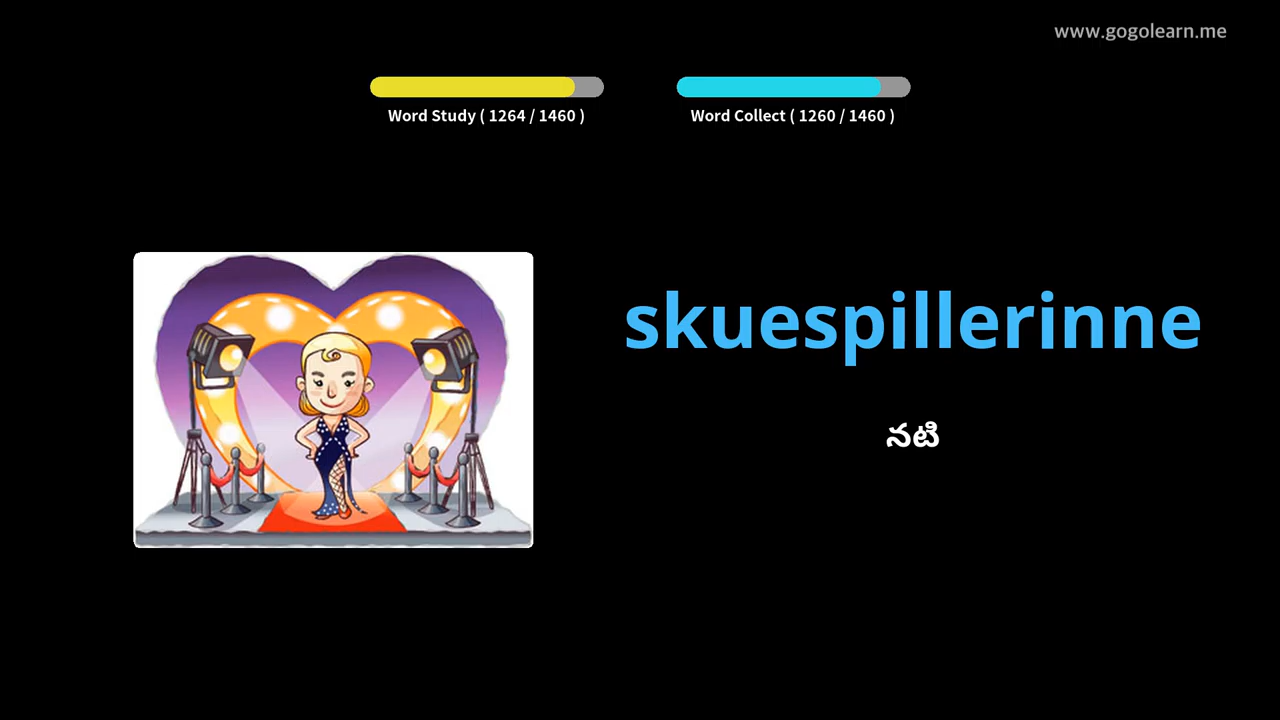 www.gogolearn.me
Word Study ( 1264 / 1460 )
Word Collect ( 1260 / 1460 )
skuespillerinne
నటి